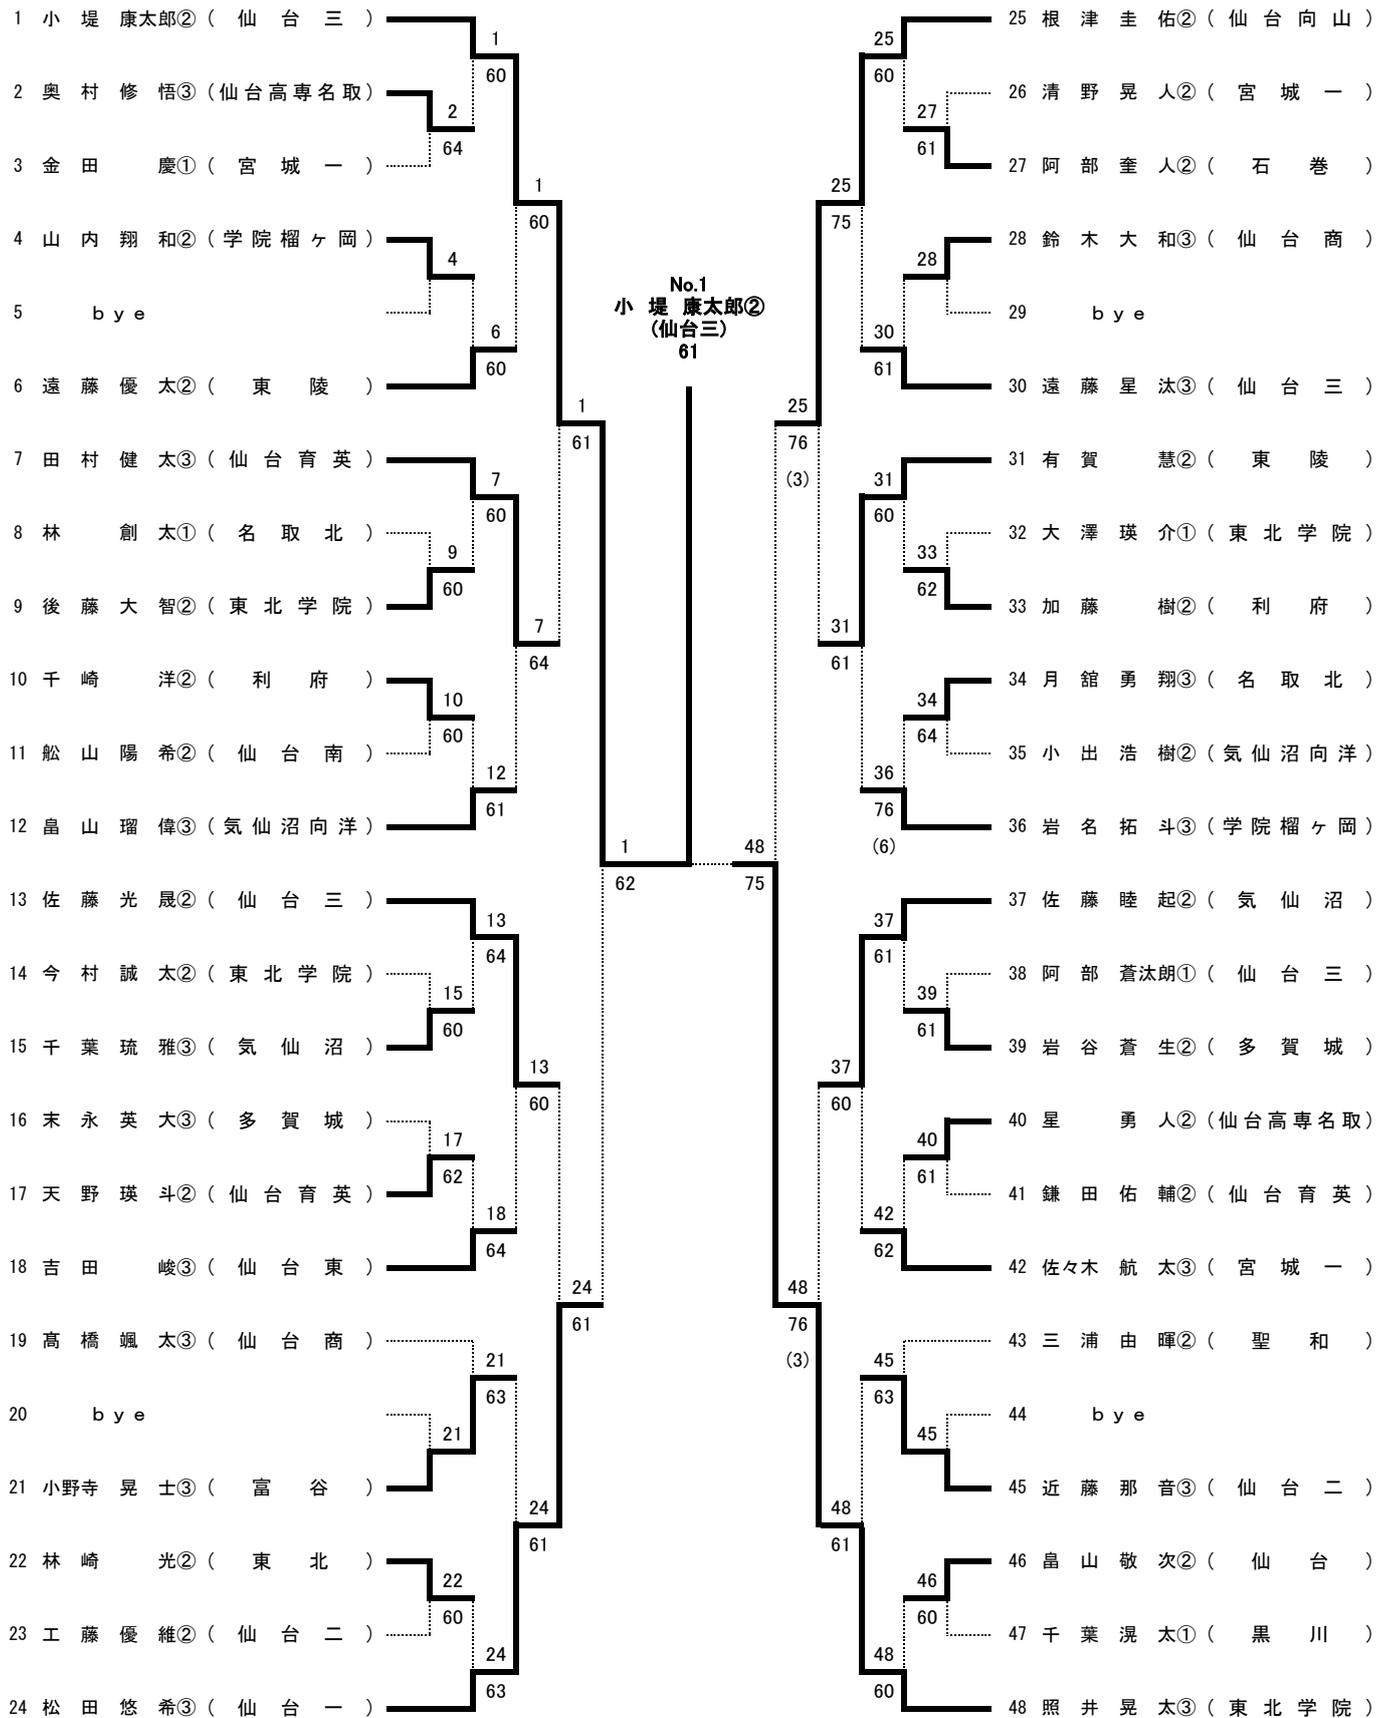 1 小 堤 康太郎②（ 仙 台 三 ）
1
60
2 奥 村 修 悟③（仙台高専名取）
2
64
3 金 田 慶①（ 宮 城 一 ）
1
60
4 山 内 翔 和②（学院榴ヶ岡）
4
5 ｂｙｅ
6
60
6 遠 藤 優 太②（ 東 陵 ）
1
61
7 田 村 健 太③（仙台育英）
7
60
8 林 創 太①（ 名 取 北 ）
9
60
9 後 藤 大 智②（東北学院）
7
64
10 千 崎 洋②（ 利 府 ）
10
60
11 舩 山 陽 希②（ 仙 台 南 ）
12
61
12 畠 山 瑠 偉③（気仙沼向洋）
1
62
13 佐 藤 光 晟②（ 仙 台 三 ）
13
64
14 今 村 誠 太②（東北学院）
15
60
15 千 葉 琉 雅③（ 気 仙 沼 ）
13
60
16 末 永 英 大③（ 多 賀 城 ）
17
62
17 天 野 瑛 斗②（仙台育英）
18
64
18 吉 田 峻③（ 仙 台 東 ）
24
61
19 髙 橋 颯 太③（ 仙 台 商 ）
21
63
20 ｂｙｅ
21
21 小野寺 晃 士③（ 富 谷 ）
24
61
22 林 崎 光②（ 東 北 ）
22
60
23 工 藤 優 維②（ 仙 台 二 ）
24
63
24 松 田 悠 希③（ 仙 台 一 ）
No.1
小 堤 康太郎②
(仙台三)
61
25 根 津 圭 佑②（仙台向山）
25
60
26 清 野 晃 人②（ 宮 城 一 ）
27
61
27 阿 部 奎 人②（ 石 巻 ）
25
75
28 鈴 木 大 和③（ 仙 台 商 ）
28
29 ｂｙｅ
30
61
30 遠 藤 星 汰③（ 仙 台 三 ）
25
76
(3)
31 有 賀 慧②（ 東 陵 ）
31
60
32 大 澤 瑛 介①（東北学院）
33
62
33 加 藤 樹②（ 利 府 ）
31
61
34 月 舘 勇 翔③（ 名 取 北 ）
34
64
35 小 出 浩 樹②（気仙沼向洋）
36
76
(6)
36 岩 名 拓 斗③（学院榴ヶ岡）
48
75
37 佐 藤 睦 起②（ 気 仙 沼 ）
37
61
38 阿 部 蒼汰朗①（ 仙 台 三 ）
39
61
39 岩 谷 蒼 生②（ 多 賀 城 ）
37
60
40 星 勇 人②（仙台高専名取）
40
61
41 鎌 田 佑 輔②（仙台育英）
42
62
42 佐々木 航 太③（ 宮 城 一 ）
48
76
(3)
43 三 浦 由 暉②（ 聖 和 ）
45
63
44 ｂｙｅ
45
45 近 藤 那 音③（ 仙 台 二 ）
48
61
46 畠 山 敬 次②（ 仙 台 ）
46
60
47 千 葉 滉 太①（ 黒 川 ）
48
60
48 照 井 晃 太③（東北学院）